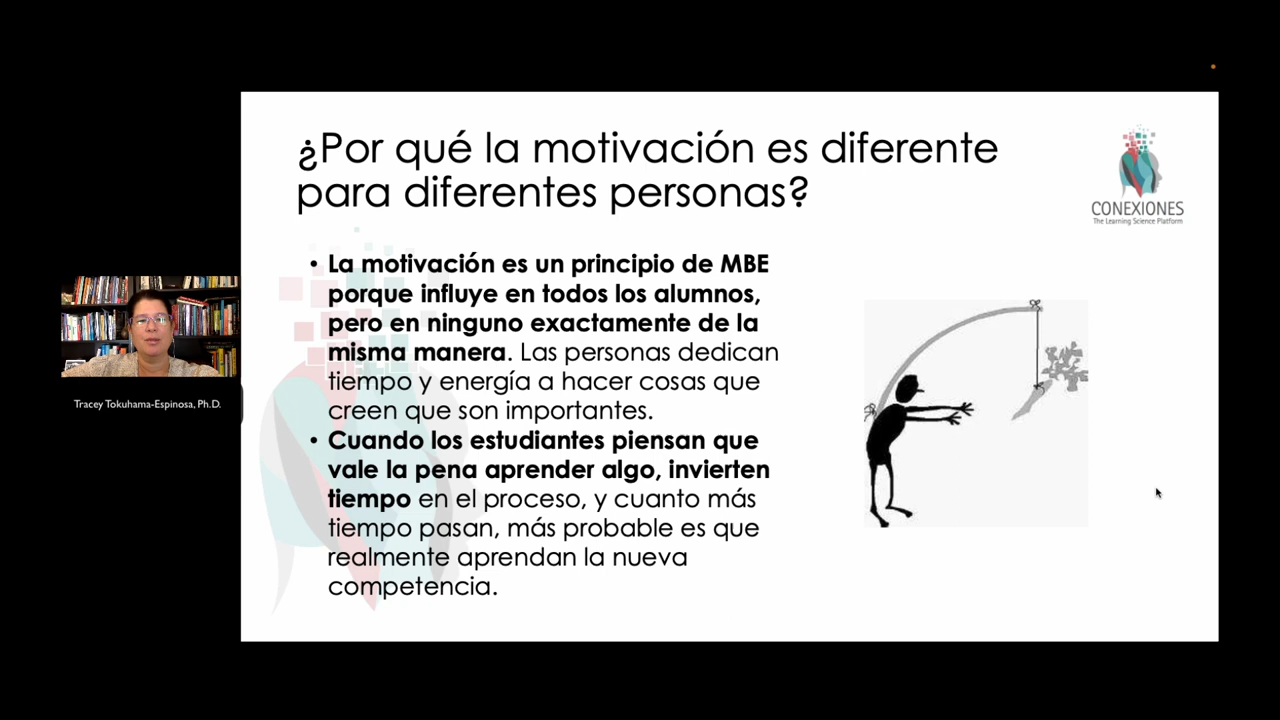 ¿Por qué la motivación es diferente
para diferentes personas?
CONEXIONES
The Learning Science Platform
• La motivación es un principio de MBE
porque influye en todos los alumnos,
pero en ninguno exactamente de la
misma manera. Las personas dedican
tiempo y energía a hacer cosas que
creen que son importantes.
• Cuando los estudiantes piensan que
vale la pena aprender algo, invierten
tiempo en el proceso, y cuanto más
tiempo pasan, más probable es que
realmente aprendan la nueva
competencia.
Tracey Tokuhama-Espinosa, Ph.D.